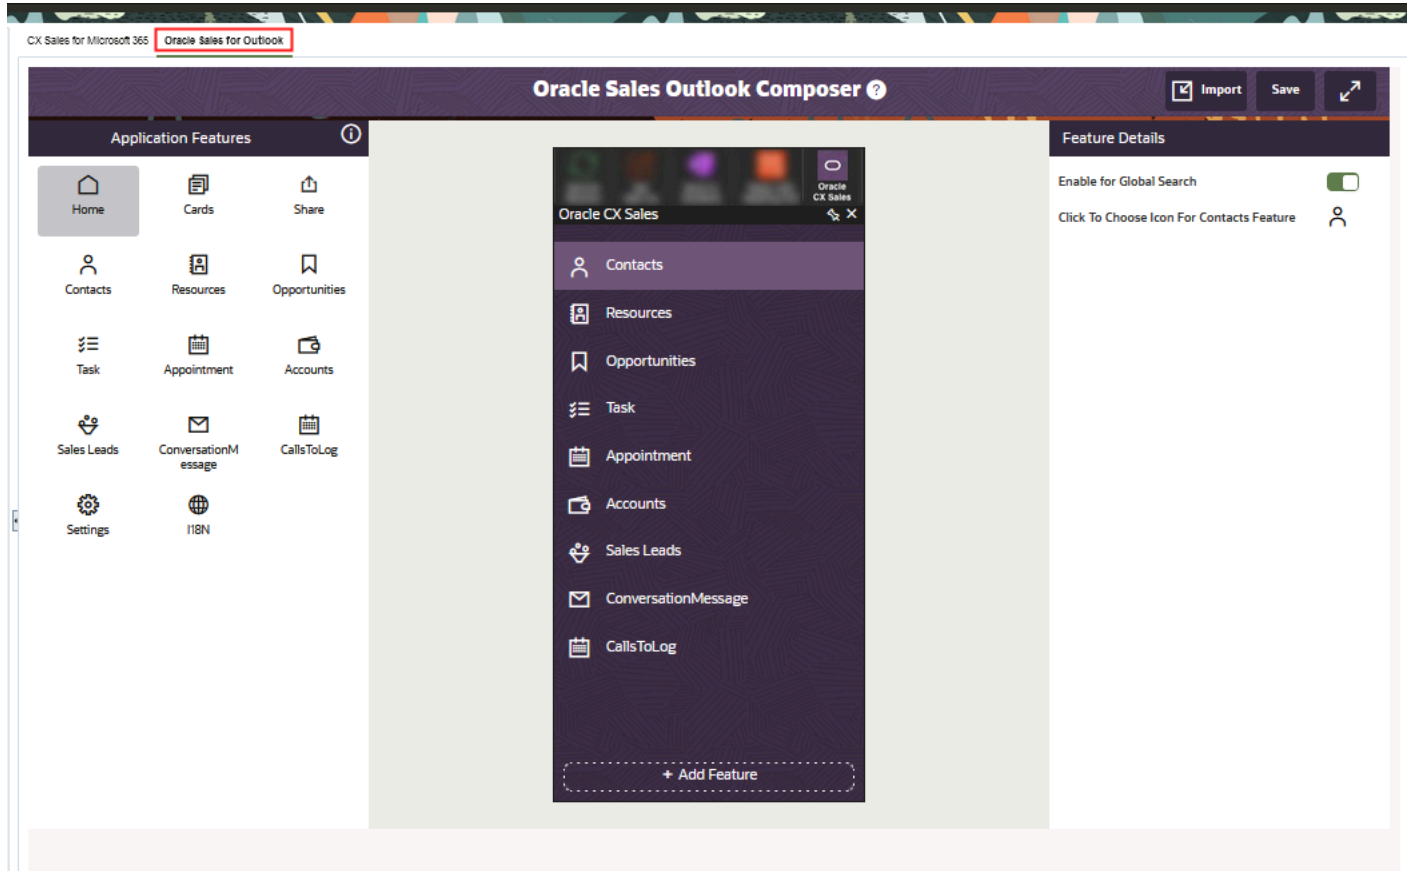 CX Sales for Microsoft 365
Oracle Sales for Outlook
Oracle Sales Outlook Composer ?
Import
Save
Application Features
Feature Details
Home
Cards
Share
Contacts
Resources
Opportunities
Task
Appointment
Accounts
Sales Leads
ConversationM
essage
CallsToLog
Settings
I18N
Oracle
CX Sales
Oracle CX Sales
Contacts
Resources
Opportunities
Task
Appointment
Accounts
Sales Leads
ConversationMessage
CallsToLog
+ Add Feature
Enable for Global Search
Click To Choose Icon For Contacts Feature